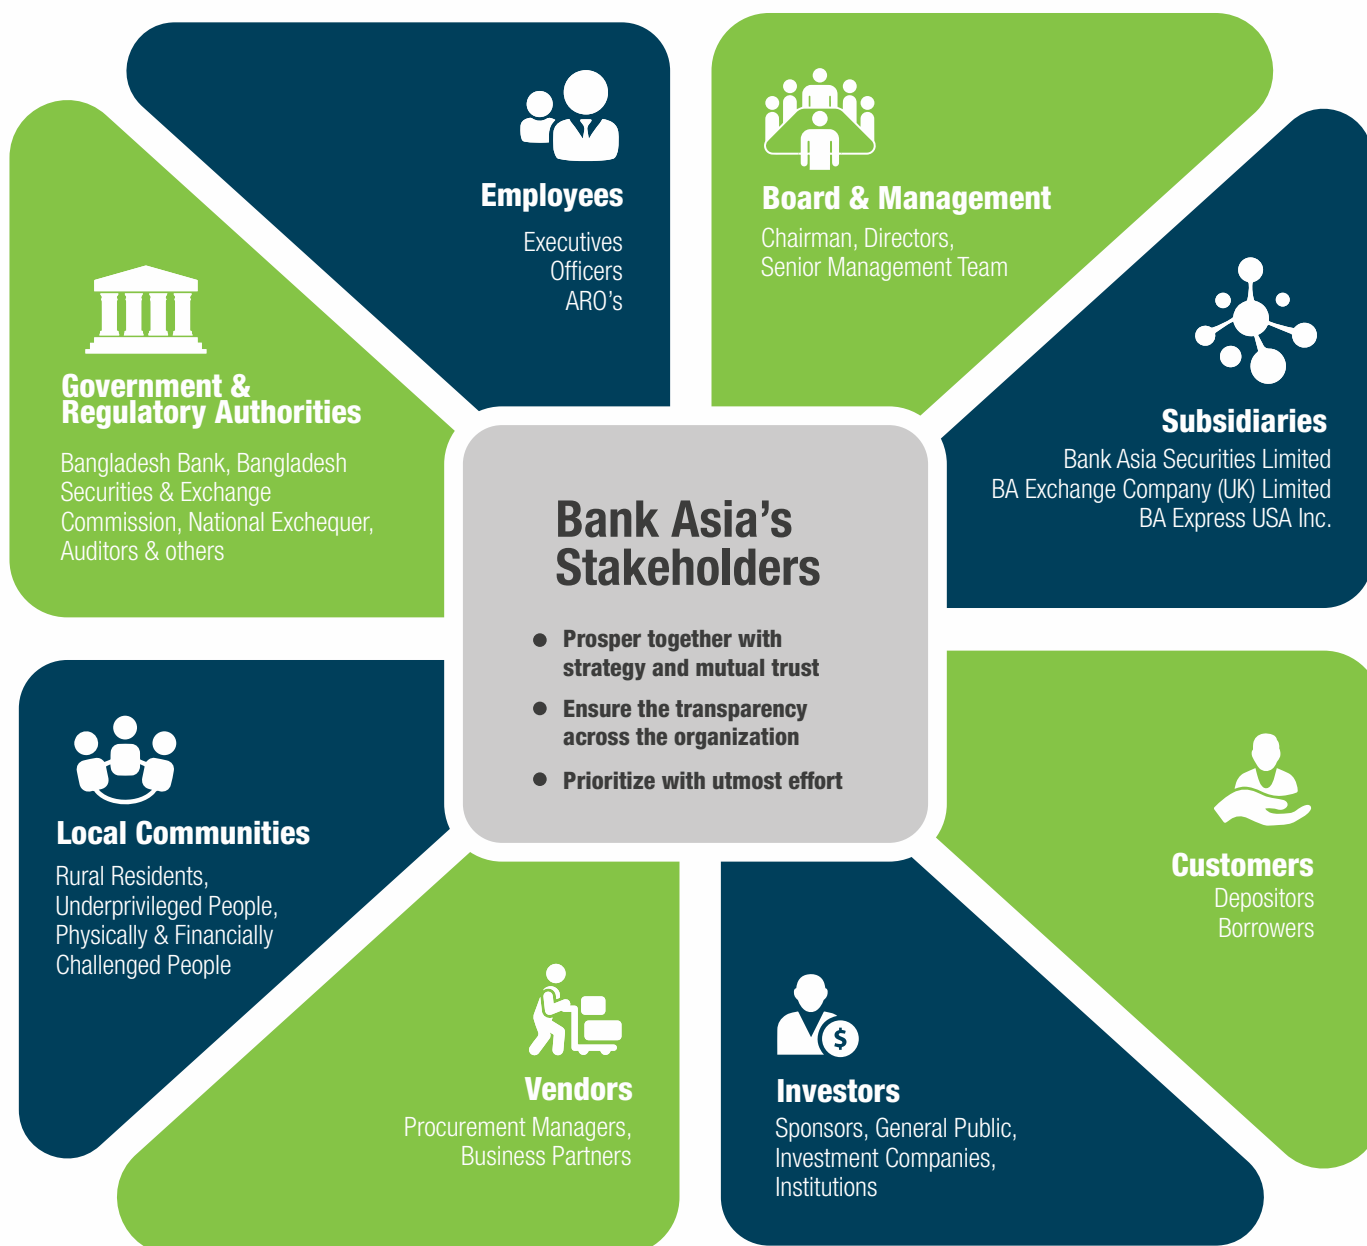 Employees
Executives
Officers
ARO’s
Board & Management
Chairman, Directors,
Senior Management Team
Government &
Regulatory Authorities
Bangladesh Bank, Bangladesh
Securities & Exchange
Commission, National Exchequer,
Auditors & others
Subsidiaries
Bank Asia Securities Limited
BA Exchange Company (UK) Limited
BA Express USA Inc.
Bank Asia’s
Stakeholders
● Prosper together with
strategy and mutual trust
● Ensure the transparency
across the organization
● Prioritize with utmost effort
Local Communities
Rural Residents,
Underprivileged People,
Physically & Financially
Challenged People
Customers
Depositors
Borrowers
Vendors
Procurement Managers,
Business Partners
$
Investors
Sponsors, General Public,
Investment Companies,
Institutions